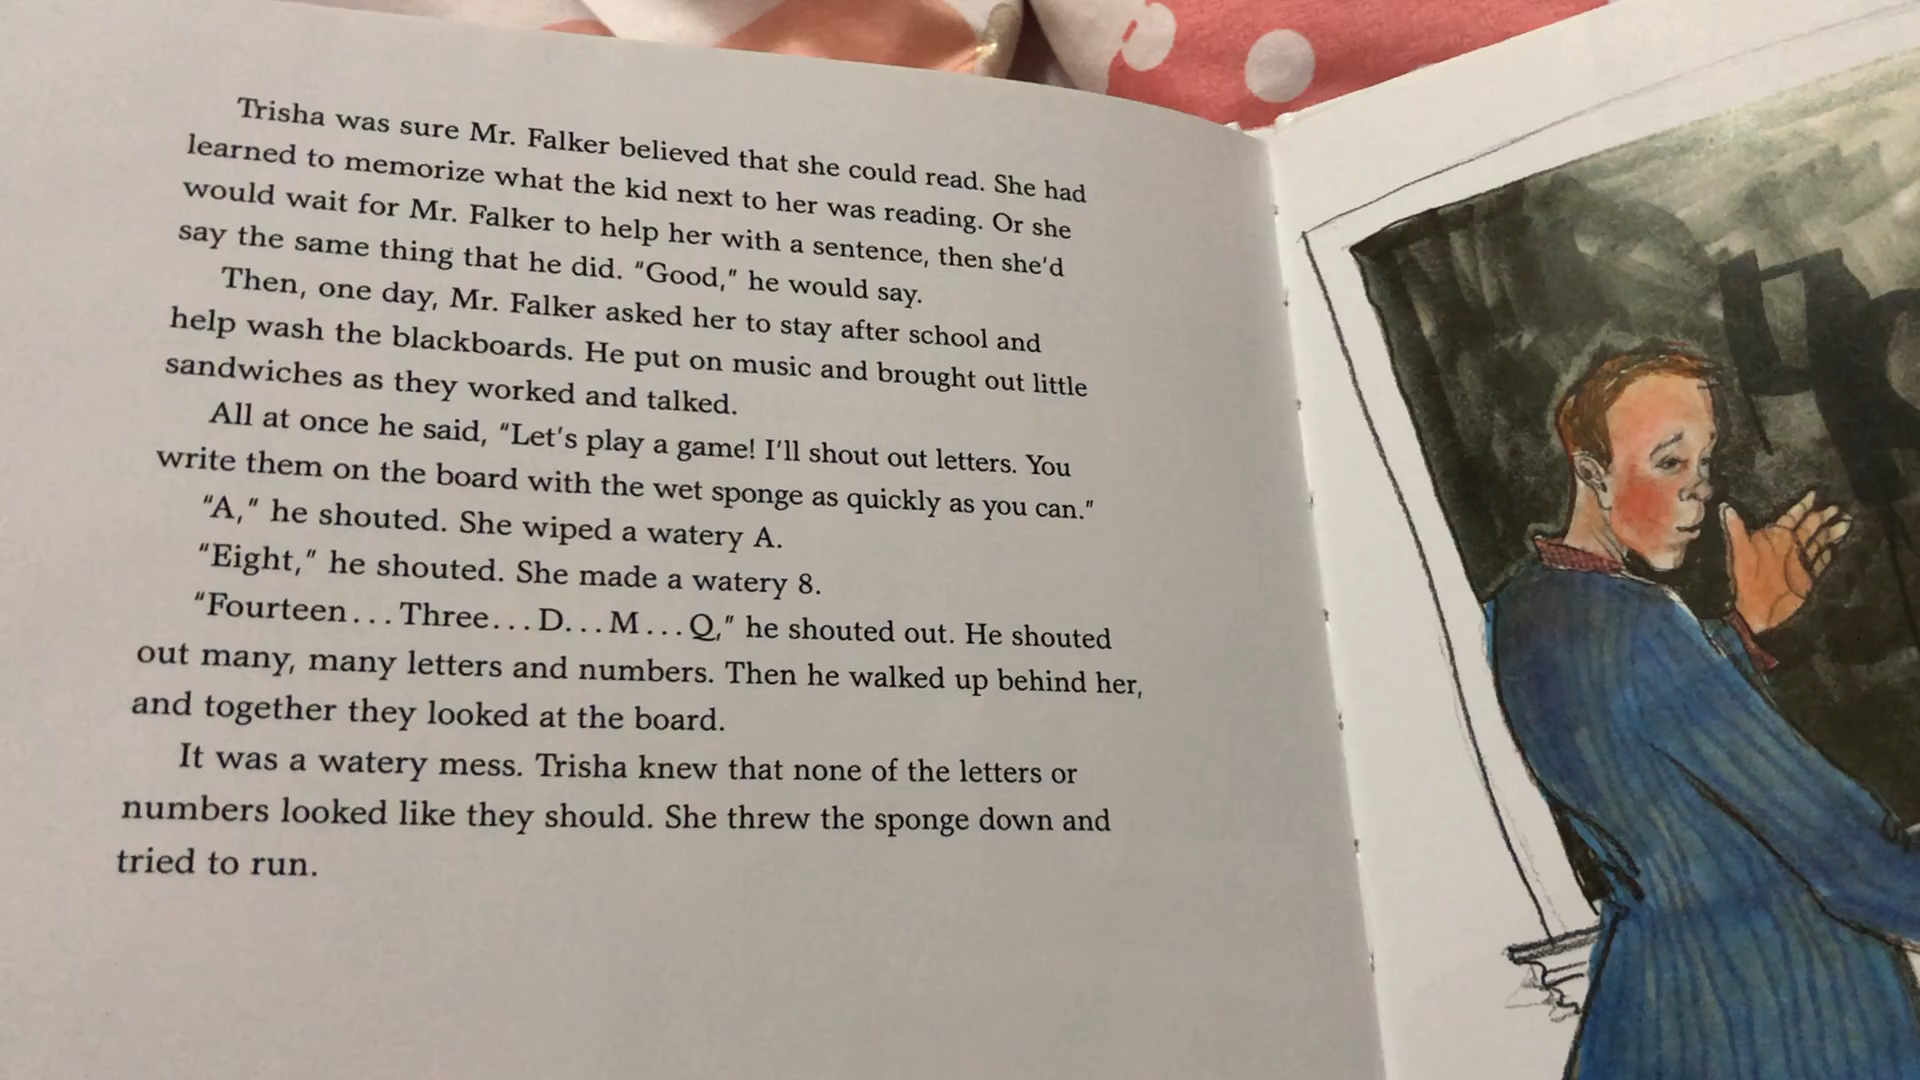 Trisha was sure Mr. Falker believed that she could read. She had
learned to memorize what the kid next to her was reading. Or she
would wait for Mr. Falker to help her with a sentence, then she'd
say the same thing that he did. "Good," he would say.
Then, one day, Mr. Falker asked her to stay after school and
help wash the blackboards. He put on music and brought out little
sandwiches as they worked and talked.
All at once he said, "Let's play a game! I'll shout out letters. You
write them on the board with the wet sponge as quickly as you can."
"A," he shouted. She wiped a watery A.
"Eight," he shouted. She made a watery 8.
"Fourteen... Three... D... M... Q," he shouted out. He shouted
out many, many letters and numbers. Then he walked up behind her,
and together they looked at the board.
It was a watery mess. Trisha knew that none of the letters or
numbers looked like they should. She threw the sponge down and
tried to run.